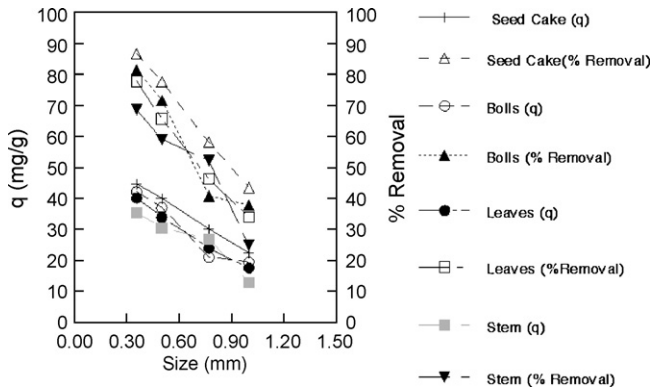 100 100
90 90
80 80
70 70
60 60
50 50
40 40
30 30
20 20
10 10
0 0
q (mg/g)
% Removal
0.00 0.30 0.60 0.90 1.20 1.50
Size (mm)
Seed Cake (q)
Seed Cake(% Removal)
Bolls (q)
Bolls (% Removal)
Leaves (q)
Leaves (%Removal)
Stem (q)
Stem (% Removal)